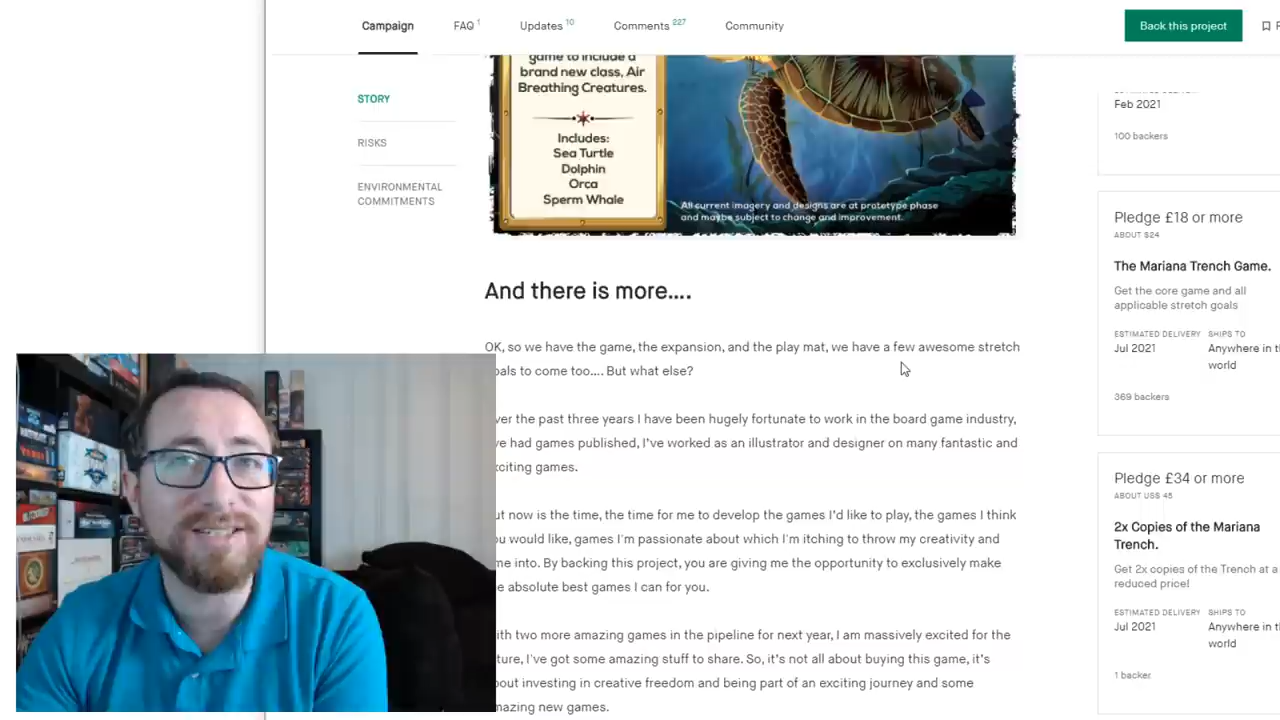 Campaign
FAQ 1
Updates 10
Comments 227
Community
Back this project
STORY
RISKS
ENVIRONMENTAL
COMMITMENTS
game to include a
brand new class, Air
Breathing Creatures.
Includes:
Sea Turtle
Dolphin
Orca
Sperm Whale
All current imagery and designs are at prototype phase
and maybe subject to change and improvement.
And there is more....
OK, so we have the game, the expansion, and the play mat, we have a few awesome stretch
oals to come too.... But what else?
ver the past three years I have been hugely fortunate to work in the board game industry,
ve had games published, I've worked as an illustrator and designer on many fantastic and
xciting games.
ut now is the time, the time for me to develop the games I'd like to play, the games I think
ou would like, games I'm passionate about which I'm itching to throw my creativity and
me into. By backing this project, you are giving me the opportunity to exclusively make
e absolute best games I can for you.
ith two more amazing games in the pipeline for next year, I am massively excited for the
ture, I've got some amazing stuff to share. So, it's not all about buying this game, it's
bout investing in creative freedom and being part of an exciting journey and some
mazing new games.
Feb 2021
100 backers
Pledge £18 or more
ABOUT $24
The Mariana Trench Game.
Get the core game and all
applicable stretch goals
ESTIMATED DELIVERY SHIPS TO
Jul 2021 Anywhere in t
world
369 backers
Pledge £34 or more
ABOUT US$ 45
2x Copies of the Mariana
Trench.
Get 2x copies of the Trench at a
reduced price!
ESTIMATED DELIVERY SHIPS TO
Jul 2021 Anywhere in t
world
1 backer